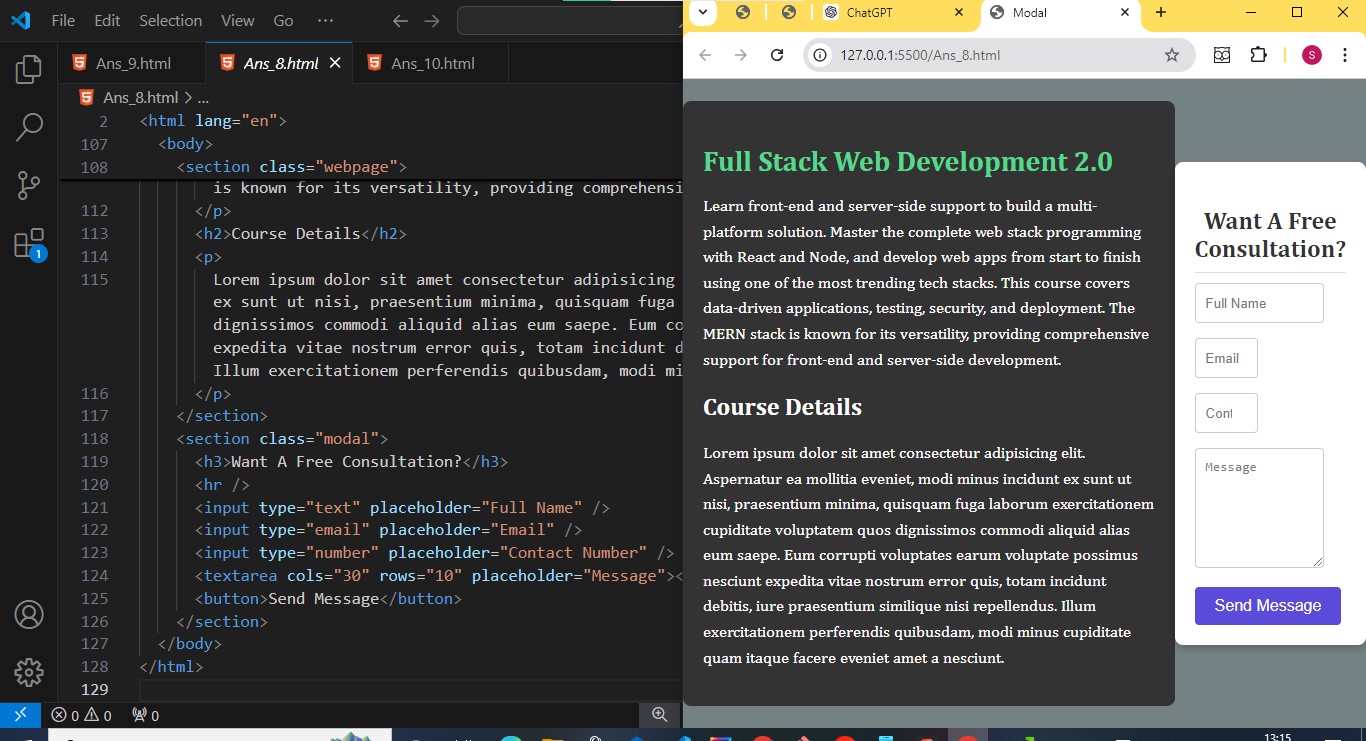 File Edit Selection View Go ···
Ans_9.html
Ans_8.html
Ans_10.html
Ans_8.html > ...
2 <html lang="en">
107 <body>
108 <section class="webpage">
is known for its versatility, providing comprehensi
112 </p>
113 <h2>Course Details</h2>
114 <p>
115 Lorem ipsum dolor sit amet consectetur adipisicing
ex sunt ut nisi, praesentium minima, quisquam fuga
dignissimos commodi aliquid alias eum saepe. Eum co
expedita vitae nostrum error quis, totam incidunt d
Illum exercitationem perferendis quibusdam, modi mi
116 </p>
117 </section>
118 <section class="modal">
119 <h3>Want A Free Consultation?</h3>
120 <hr />
121 <input type="text" placeholder="Full Name" />
122 <input type="email" placeholder="Email" />
123 <input type="number" placeholder="Contact Number" />
124 <textarea cols="30" rows="10" placeholder="Message"><
125 <button>Send Message</button>
126 </section>
127 </body>
128 </html>
129
1
0 0 0
ChatGPT
Modal
127.0.0.1:5500/Ans_8.html
S
Full Stack Web Development 2.0
Learn front-end and server-side support to build a multi-
platform solution. Master the complete web stack programming
with React and Node, and develop web apps from start to finish
using one of the most trending tech stacks. This course covers
data-driven applications, testing, security, and deployment. The
MERN stack is known for its versatility, providing comprehensive
support for front-end and server-side development.
Course Details
Lorem ipsum dolor sit amet consectetur adipisicing elit.
Aspernatur ea mollitia eveniet, modi minus incidunt ex sunt ut
nisi, praesentium minima, quisquam fuga laborum exercitationem
cupiditate voluptatem quos dignissimos commodi aliquid alias
eum saepe. Eum corrupti voluptates earum voluptate possimus
nesciunt expedita vitae nostrum error quis, totam incidunt
debitis, iure praesentium similique nisi repellendus. Illum
exercitationem perferendis quibusdam, modi minus cupiditate
quam itaque facere eveniet amet a nesciunt.
Want A Free
Consultation?
Full Name
Email
Cont
Message
Send Message
13:15